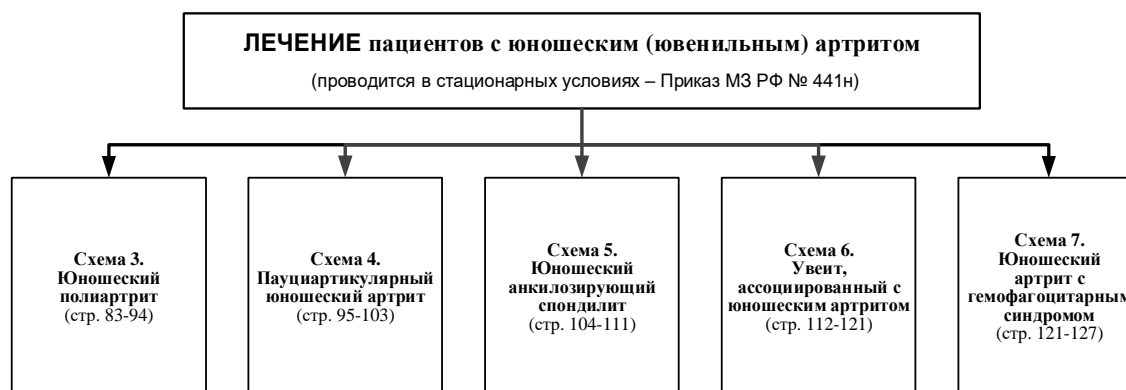 ЛЕЧЕНИЕ пациентов с юношеским (ювенильным) артритом
(проводится в стационарных условиях – Приказ МЗ РФ № 441н)
Схема 3.
Юношеский
полиартрит
(стр. 83-94)
Схема 4.
Пауциартикулярный
юношеский артрит
(стр. 95-103)
Схема 5.
Юношеский
анкилозирующий
спондилит
(стр. 104-111)
Схема 6.
Увеит,
ассоциированный с
юношеским артритом
(стр. 112-121)
Схема 7.
Юношеский
артрит с
гемофагоцитарным
синдромом
(стр. 121-127)